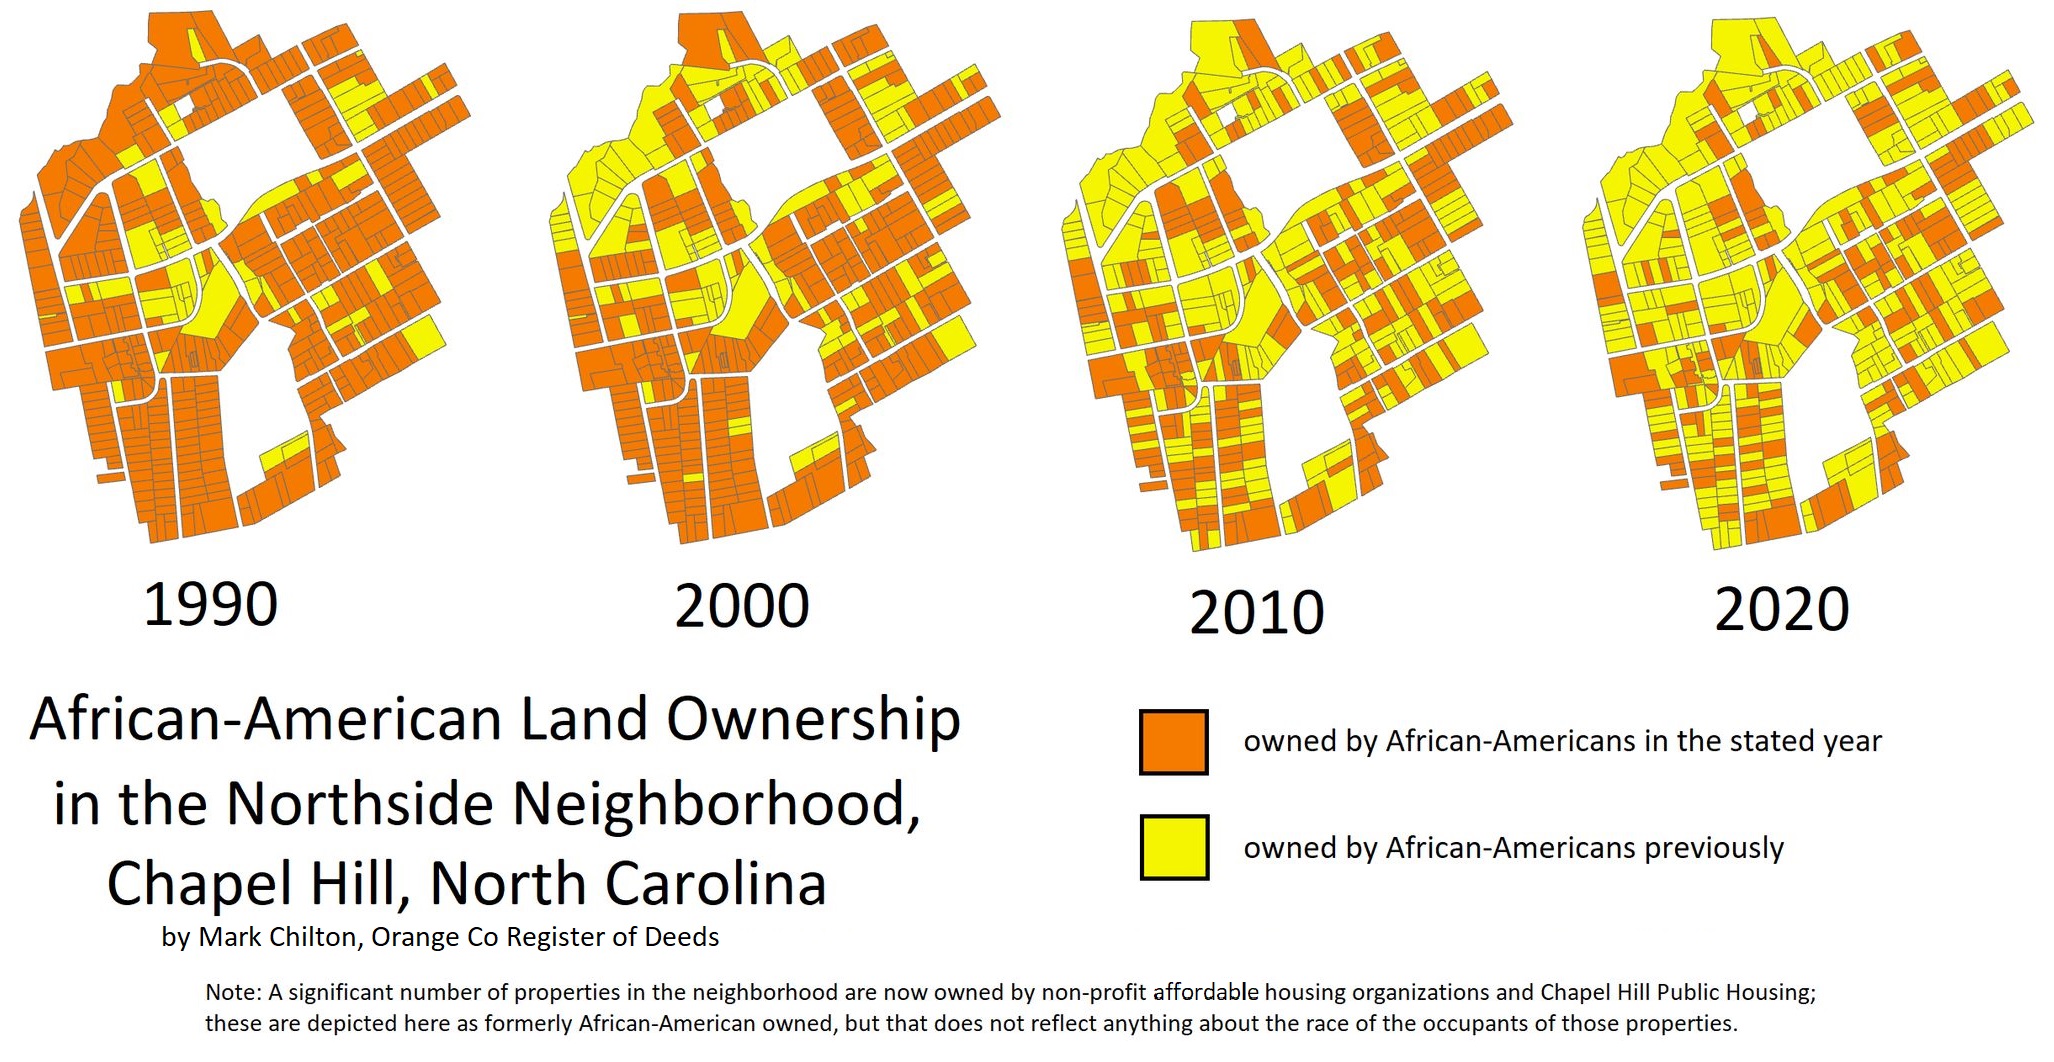 1990
2000
2010
2020
African-American Land Ownership
in the Northside Neighborhood,
Chapel Hill, North Carolina
by Mark Chilton, Orange Co Register of Deeds
owned by African-Americans in the stated year
owned by African-Americans previously
Note: A significant number of properties in the neighborhood are now owned by non-profit affordable housing organizations and Chapel Hill Public Housing;
these are depicted here as formerly African-American owned, but that does not reflect anything about the race of the occupants of those properties.